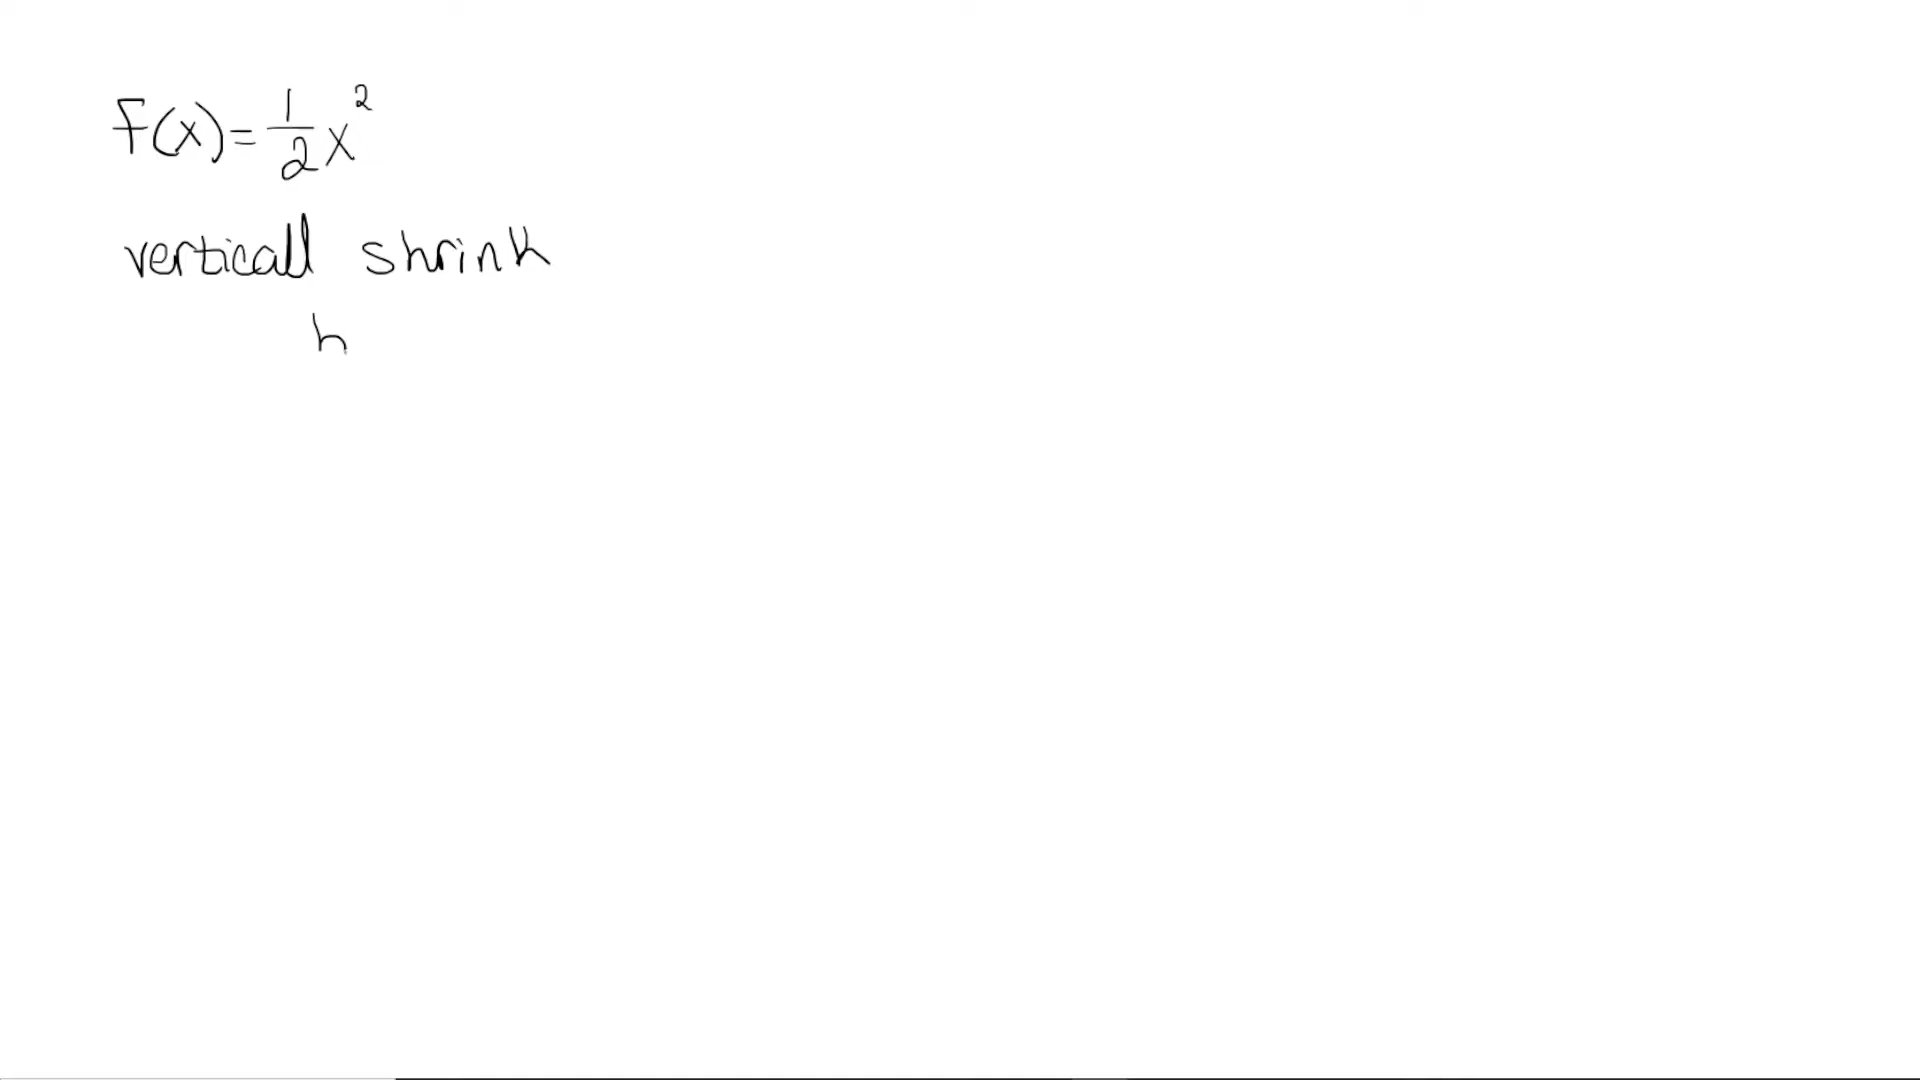 F(x)=1/2 x²
verticall shrink
h